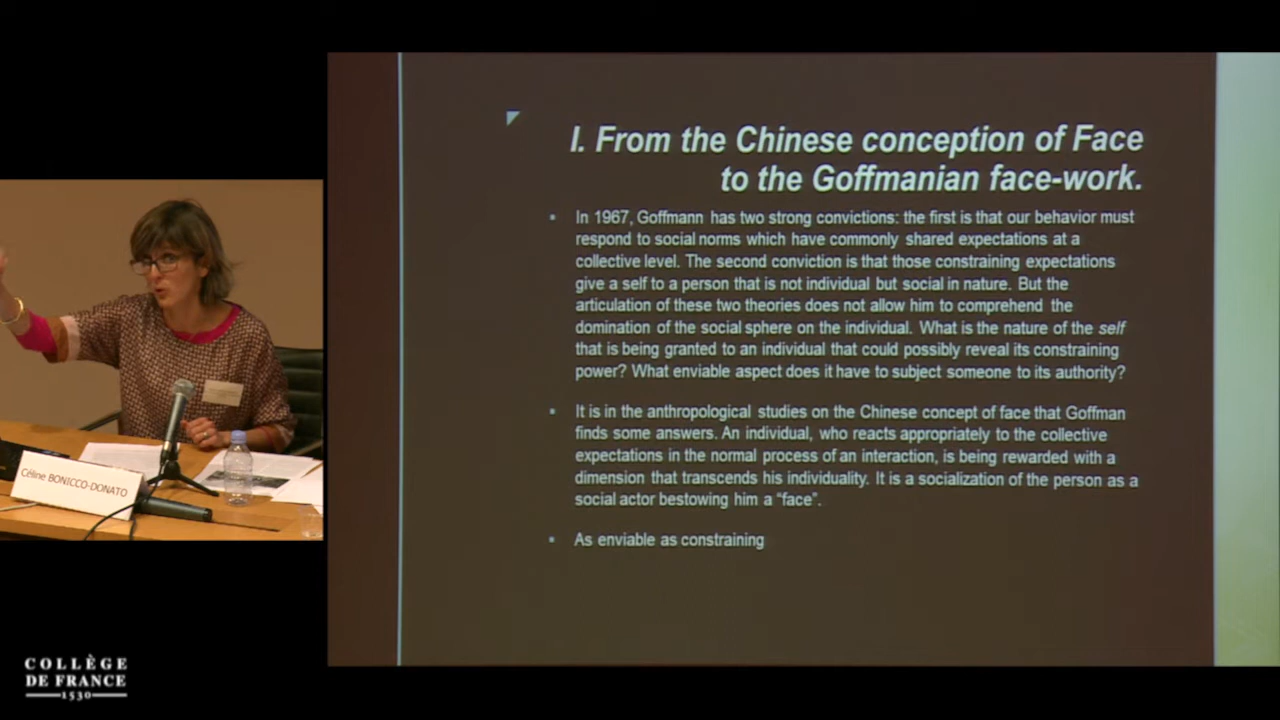 I. From the Chinese conception of Face
to the Goffmanian face-work.
▪ In 1967, Goffmann has two strong convictions: the first is that our behavior must
respond to social norms which have commonly shared expectations at a
collective level. The second conviction is that those constraining expectations
give a self to a person that is not individual but social in nature. But the
articulation of these two theories does not allow him to comprehend the
domination of the social sphere on the individual. What is the nature of the self
that is being granted to an individual that could possibly reveal its constraining
power? What enviable aspect does it have to subject someone to its authority?
▪ It is in the anthropological studies on the Chinese concept of face that Goffman
finds some answers. An individual, who reacts appropriately to the collective
expectations in the normal process of an interaction, is being rewarded with a
dimension that transcends his individuality. It is a socialization of the person as a
social actor bestowing him a “face”.
▪ As enviable as constraining
Céline BONICCO-DONATO
COLLÈGE
DE FRANCE
1530